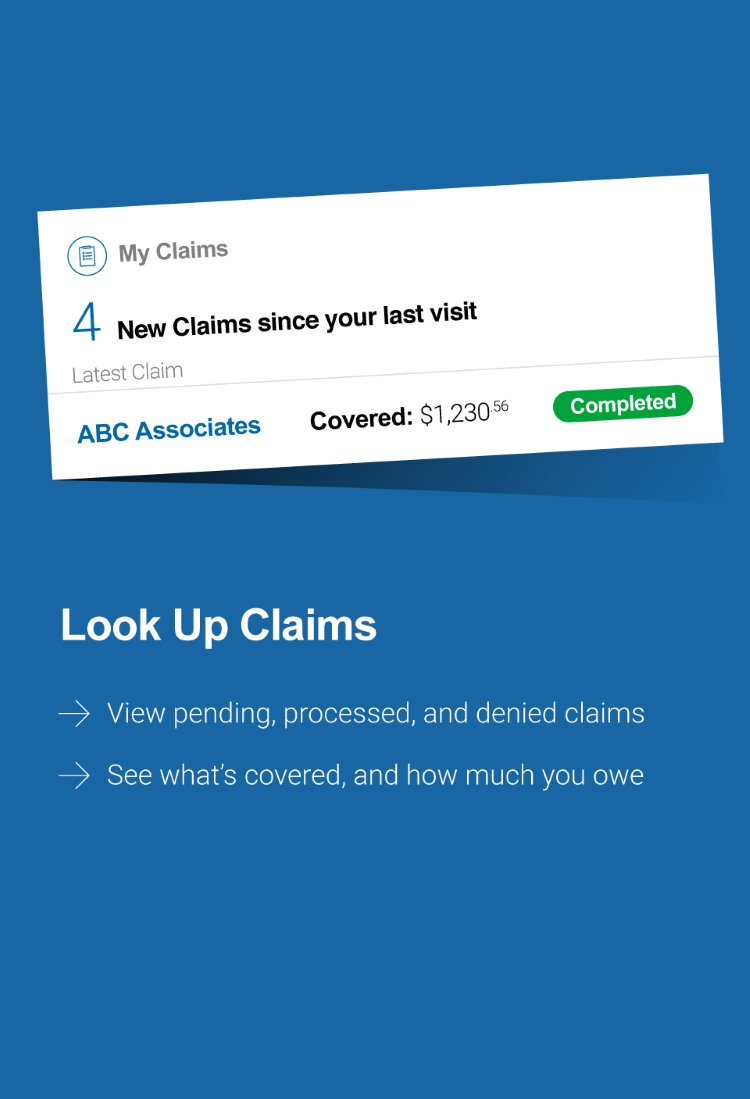 My Claims
4 New Claims since your last visit
Latest Claim
ABC Associates Covered: $1,230.56 Completed
Look Up Claims
→ View pending, processed, and denied claims
→ See what’s covered, and how much you owe